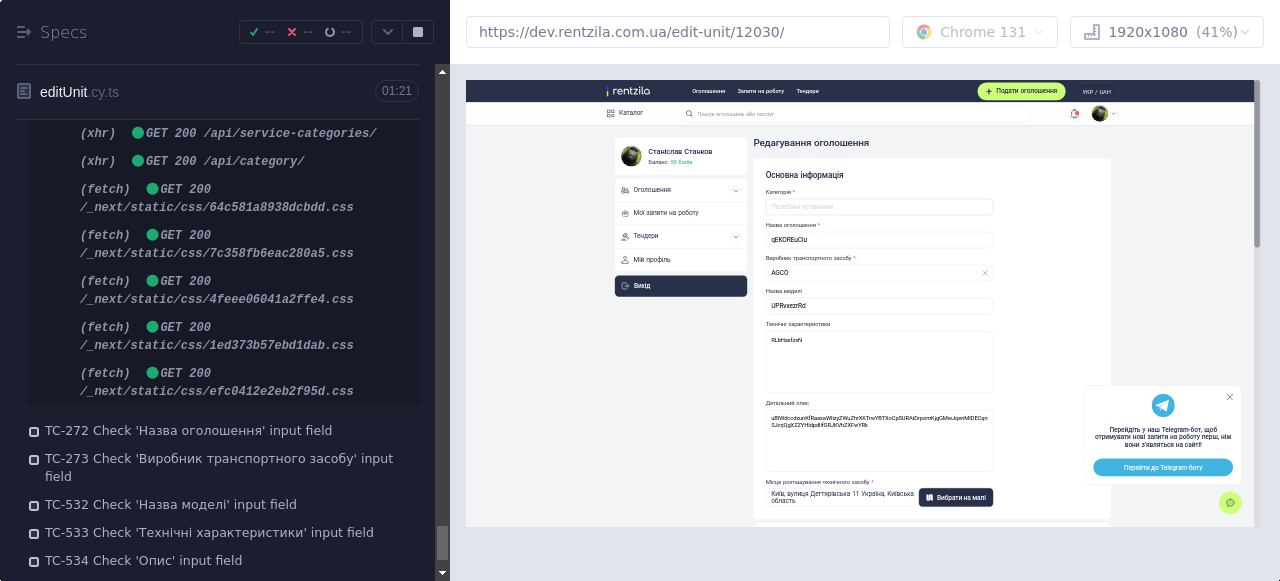 Specs
--
--
--
https://dev.rentzila.com.ua/edit-unit/12030/
Chrome 131
1920x1080 (41%)
editUnit.cy.ts
01:21
(xhr) GET 200 /api/service-categories/
(xhr) GET 200 /api/category/
(fetch) GET 200
/_next/static/css/64c581a8938dcbdd.css
(fetch) GET 200
/_next/static/css/7c358fb6eac280a5.css
(fetch) GET 200
/_next/static/css/4feee06041a2ffe4.css
(fetch) GET 200
/_next/static/css/1ed373b57ebd1dab.css
(fetch) GET 200
/_next/static/css/efc0412e2eb2f95d.css
TC-272 Check 'Назва оголошення' input field
TC-273 Check 'Виробник транспортного засобу' input
field
TC-532 Check 'Назва моделі' input field
TC-533 Check 'Технічні характеристики' input field
TC-534 Check 'Опис' input field
rentzila
Оголошення
Запити на роботу
Тендери
+ Подати оголошення
УКР / UAH
Каталог
Пошук оголошень або послуг
Станіслав Станков
Баланс: 90 балів
Оголошення
Мої запити на роботу
Тендери
Мій профіль
Вихід
Редагування оголошення
Основна інформація
Категорія *
Палебійні установки
Назва оголошення *
qEKOREuClu
Виробник транспортного засобу *
AGCO
Назва моделі
UPRvxezrRd
Технічні характеристики
RLbHaxfzxN
Детальний опис
Місце розташування технічного засобу *
Київ, вулиця Дегтярівська 11 Україна, Київська
область
Вибрати на мапі
Перейдіть у наш Telegram-бот, щоб
отримувати нові запити на роботу перш, ніж
вони з'являться на сайті!
Перейти до Telegram-боту